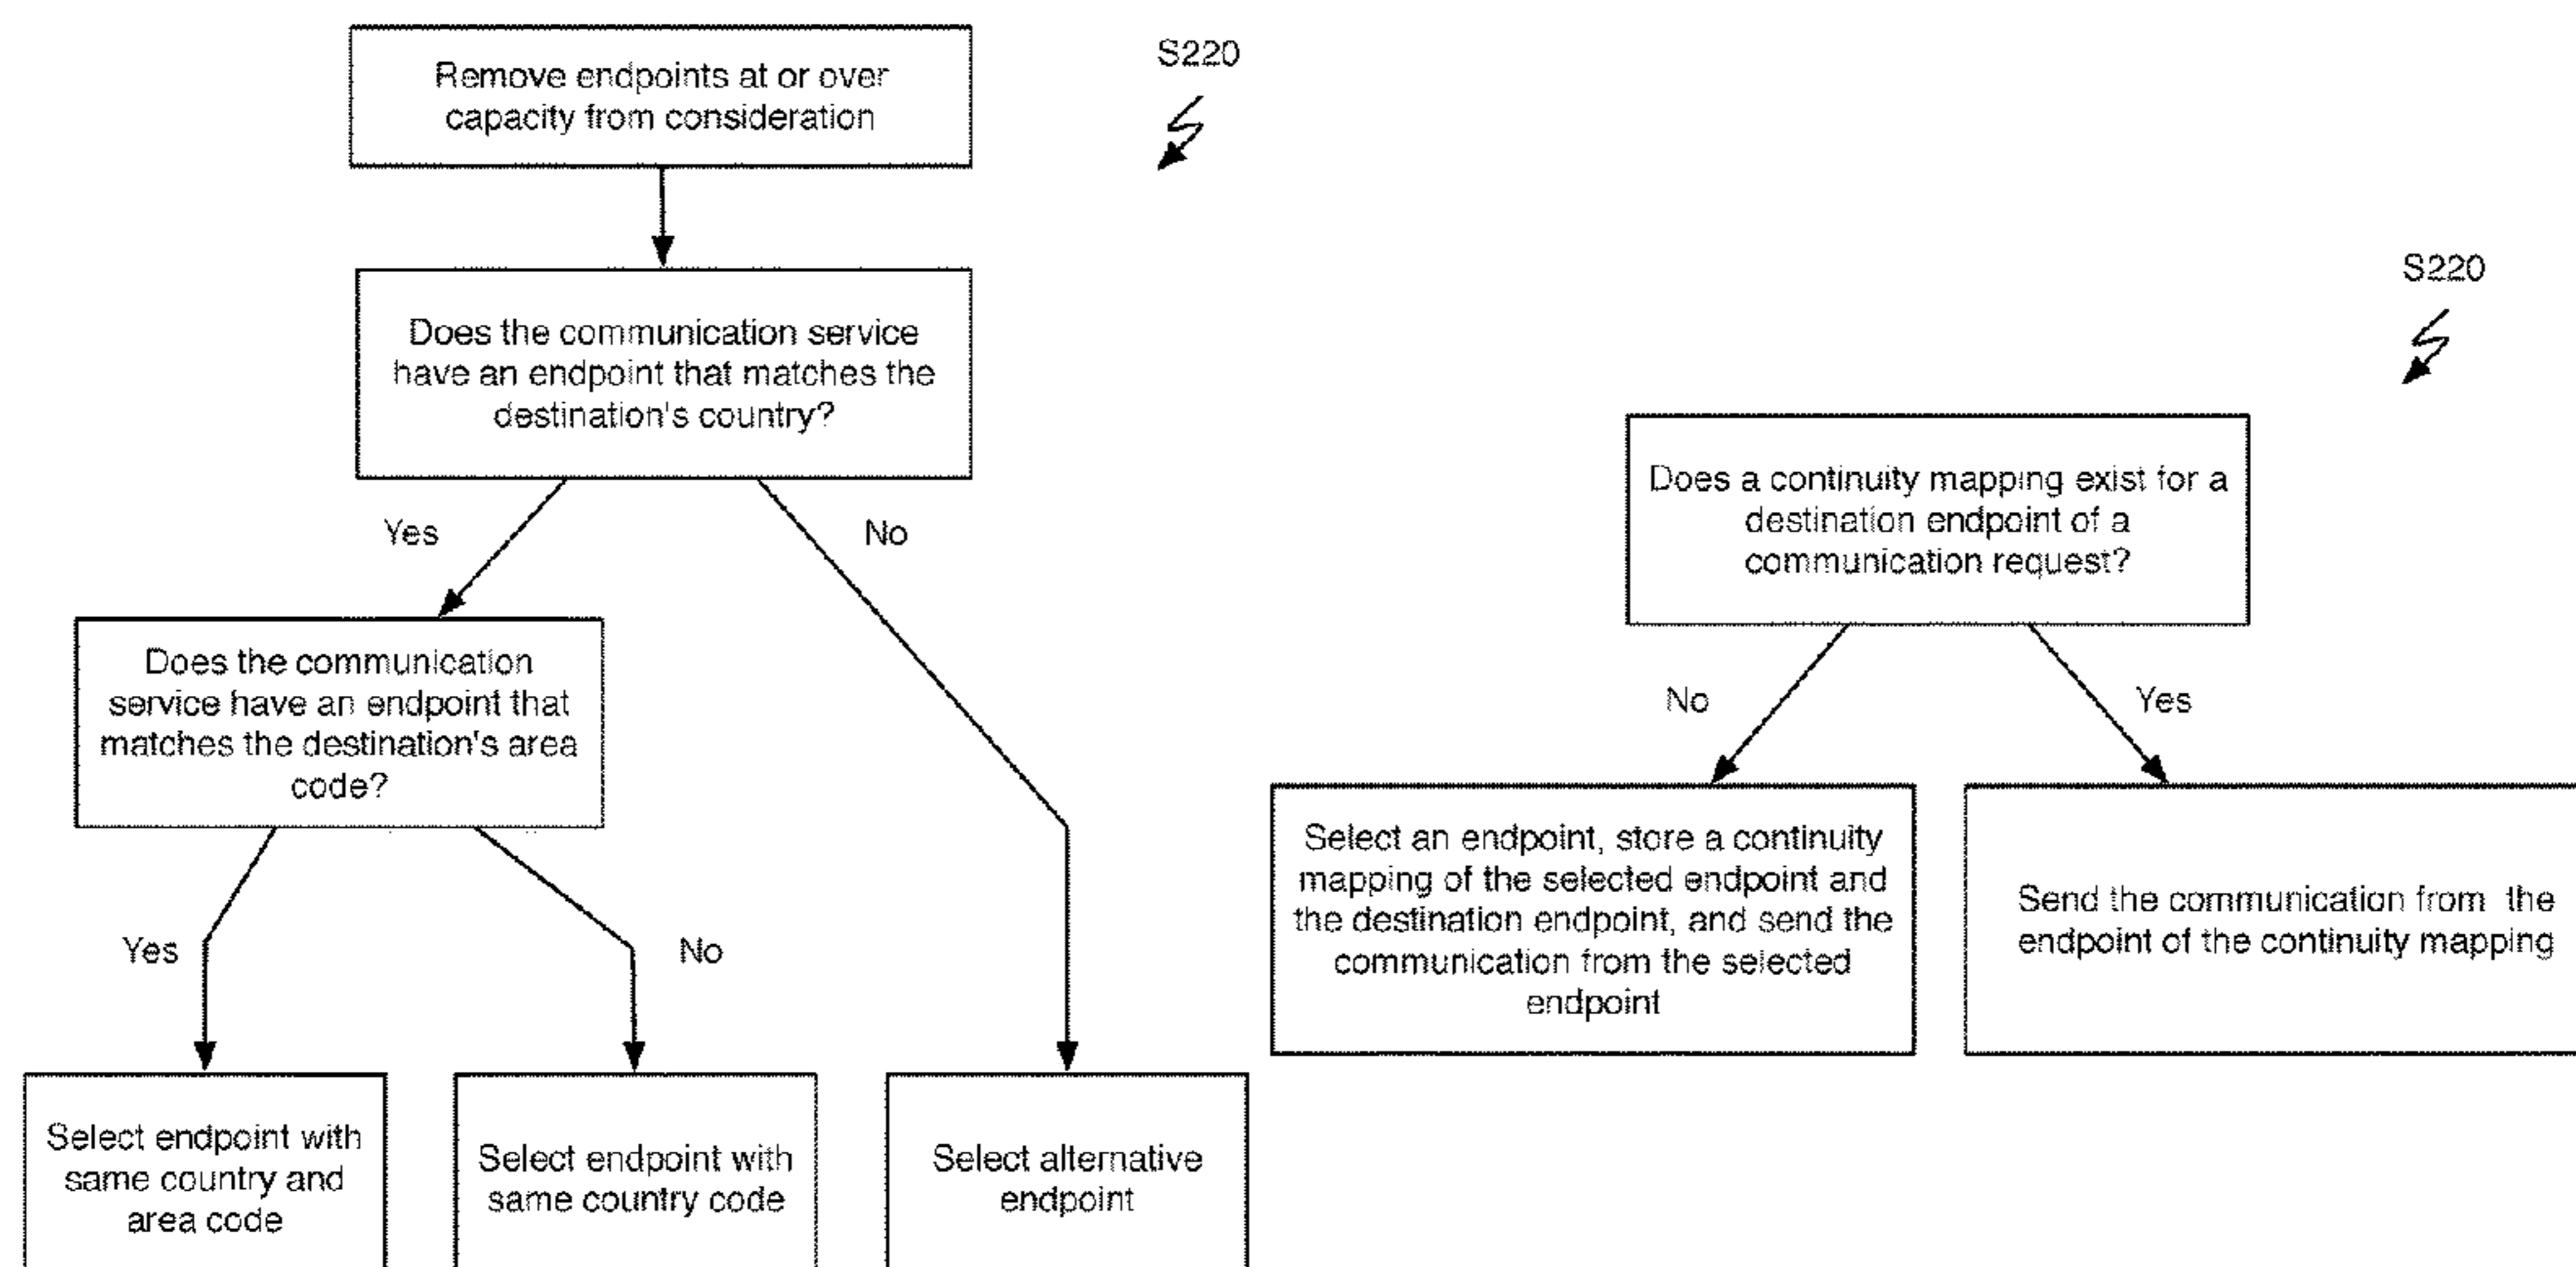 Remove endpoints at or over
capacity from consideration
S220
Does the communication service
have an endpoint that matches the
destination's country?
Yes
No
Does the communication
service have an endpoint that
matches the destination's area
code?
Yes
No
Select endpoint with
same country and
area code
Select endpoint with
same country code
Select alternative
endpoint
S220
Does a continuity mapping exist for a
destination endpoint of a
communication request?
No
Yes
Select an endpoint, store a continuity
mapping of the selected endpoint and
the destination endpoint, and send the
communication from the selected
endpoint
Send the communication from the
endpoint of the continuity mapping